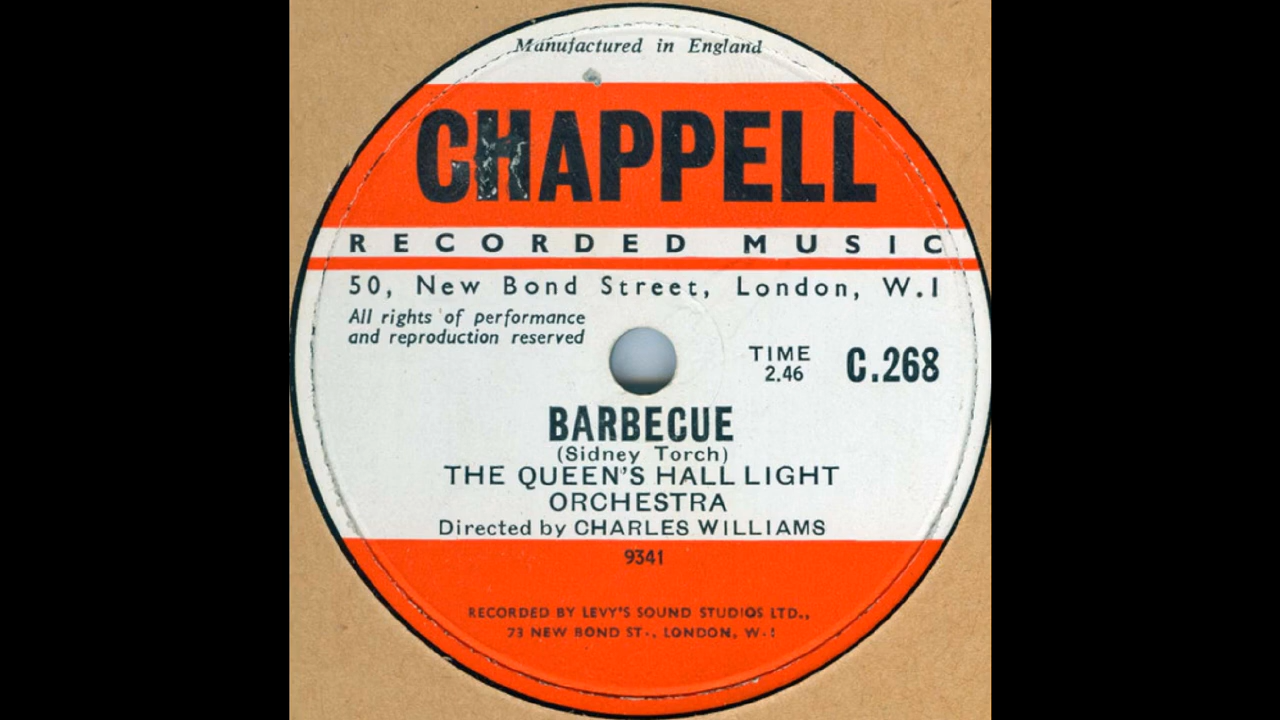 Manufactured in England
CHAPPELL
RECORDED MUSIC
50, New Bond Street, London, W.1
All rights of performance
and reproduction reserved
TIME
2.46
C.268
BARBECUE
(Sidney Torch)
THE QUEEN'S HALL LIGHT
ORCHESTRA
Directed by CHARLES WILLIAMS
9341
RECORDED BY LEVY'S SOUND STUDIOS LTD.,
73 NEW BOND ST., LONDON, W.1